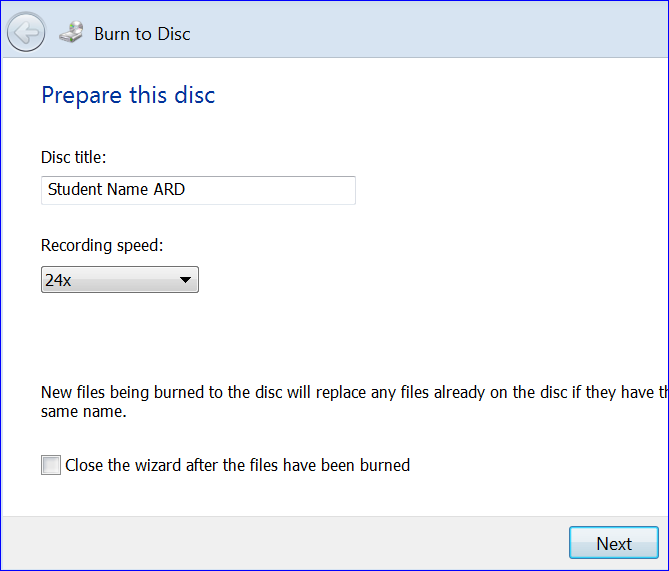 Burn to Disc
Prepare this disc
Disc title:
Student Name ARD
Recording speed:
24x
New files being burned to the disc will replace any files already on the disc if they have th
same name.
Close the wizard after the files have been burned
Next